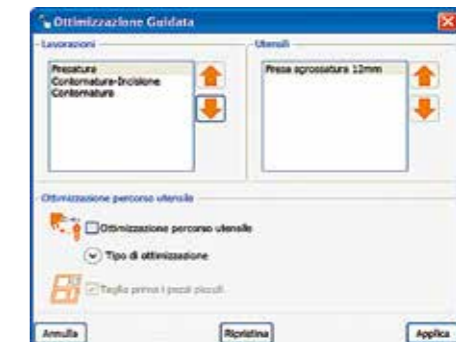 Ottimizzazione Guidata
Lavorazioni
Utensili
Fresatura
Contornatura-Incisione
Contornatura
Fresa sgrossatura 12mm
Ottimizzazione percorso utensile
Ottimizzazione percorso utensile
Tipo di ottimizzazione
Taglia prima i pezzi piccoli
Annulla
Ripristina
Applica